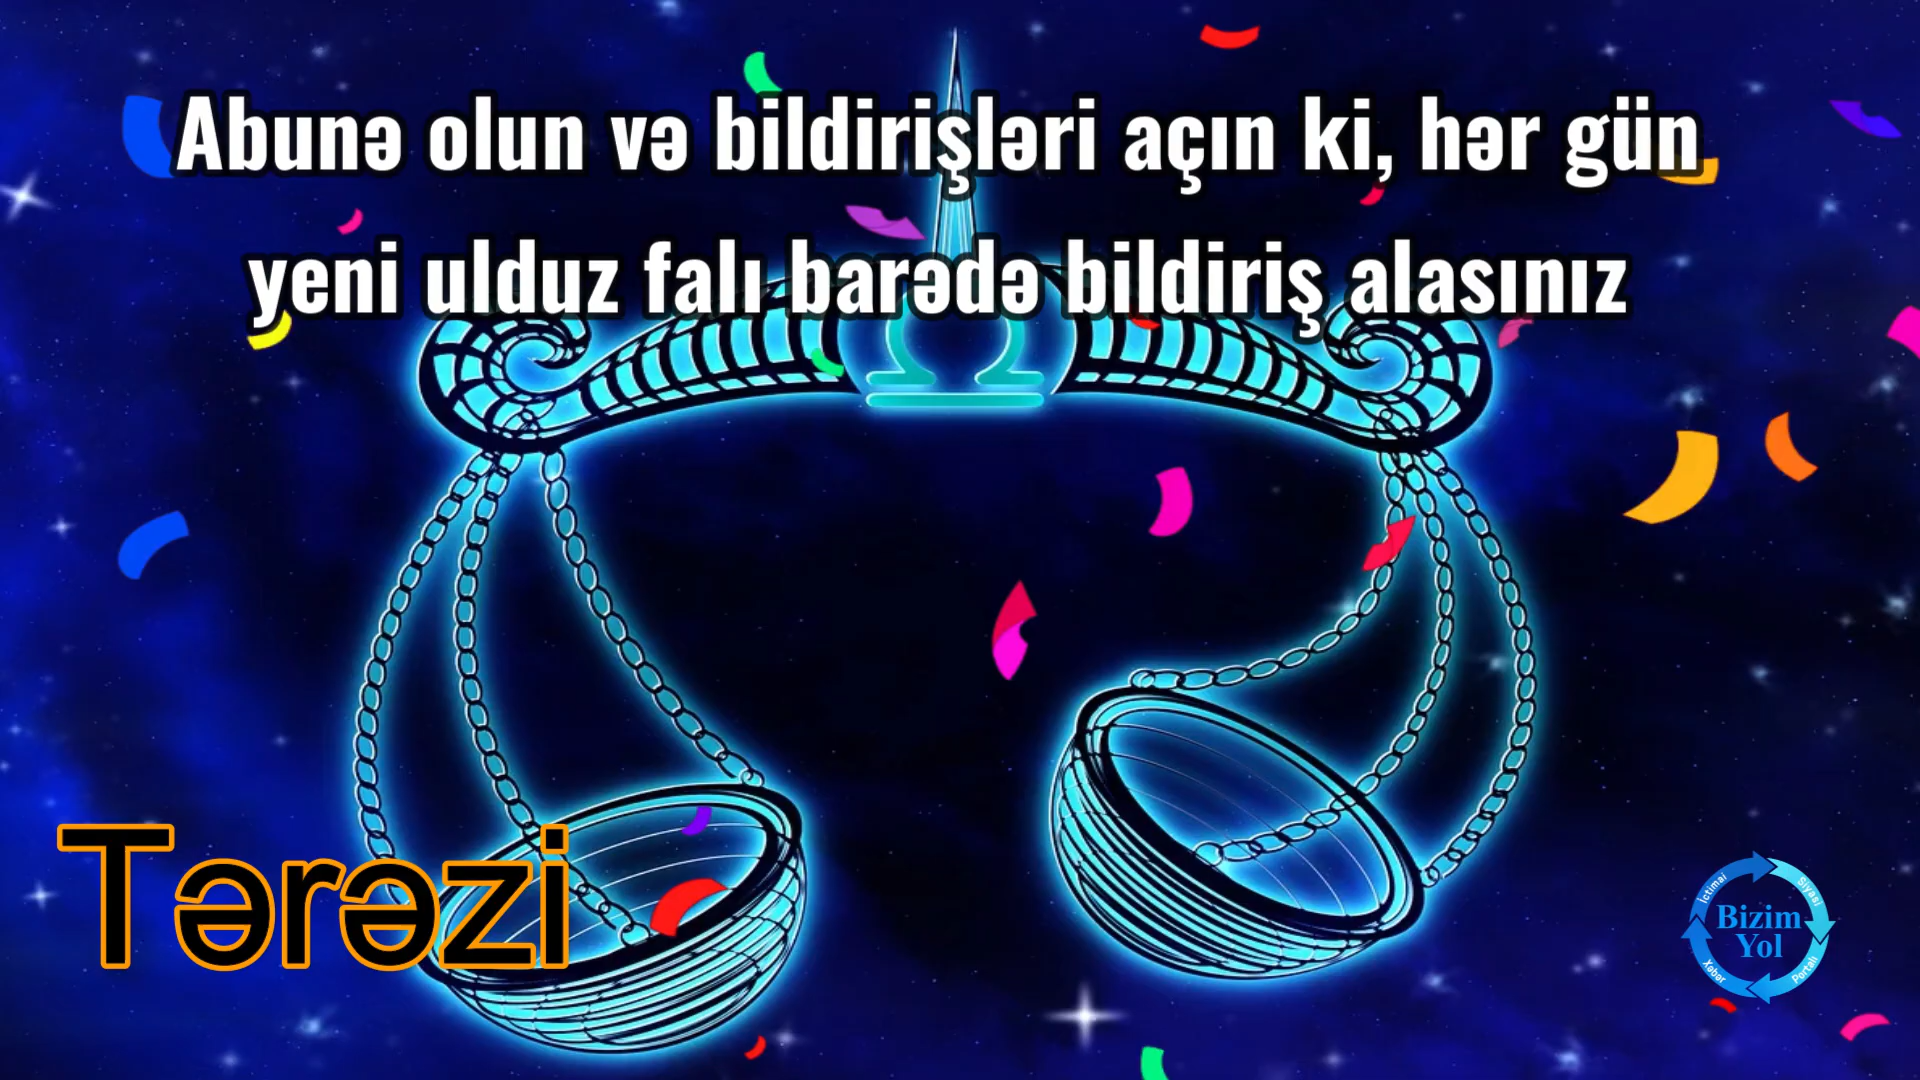 Abunə olun və bildirişləri açın ki, hər gün
yeni ulduz falı barədə bildiriş alasınız
Tərəzi
İctimai
Siyasi
Bizim
Yol
Xəbər
Portalı